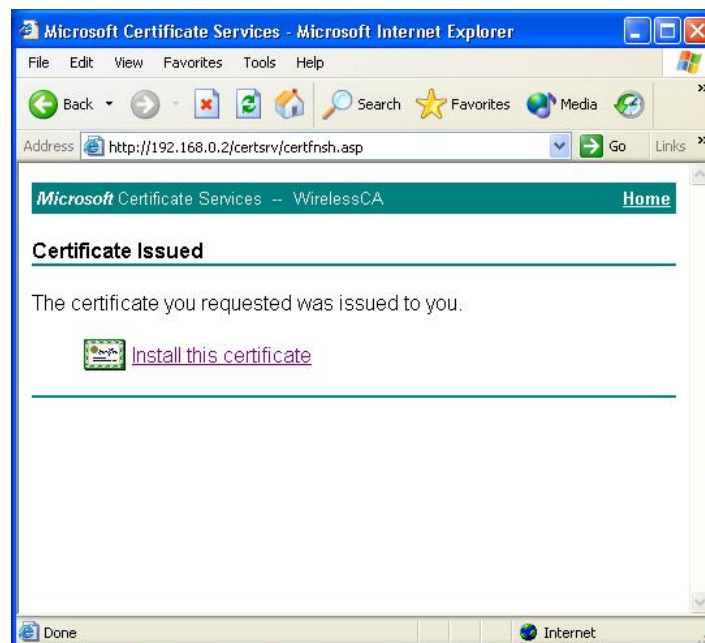 Microsoft Certificate Services - Microsoft Internet Explorer
File Edit View Favorites Tools Help
Back Search Favorites Media »
Address http://192.168.0.2/certsrv/certfnsh.asp Go Links »
Microsoft Certificate Services -- WirelessCA Home
Certificate Issued
The certificate you requested was issued to you.
Install this certificate
Done Internet